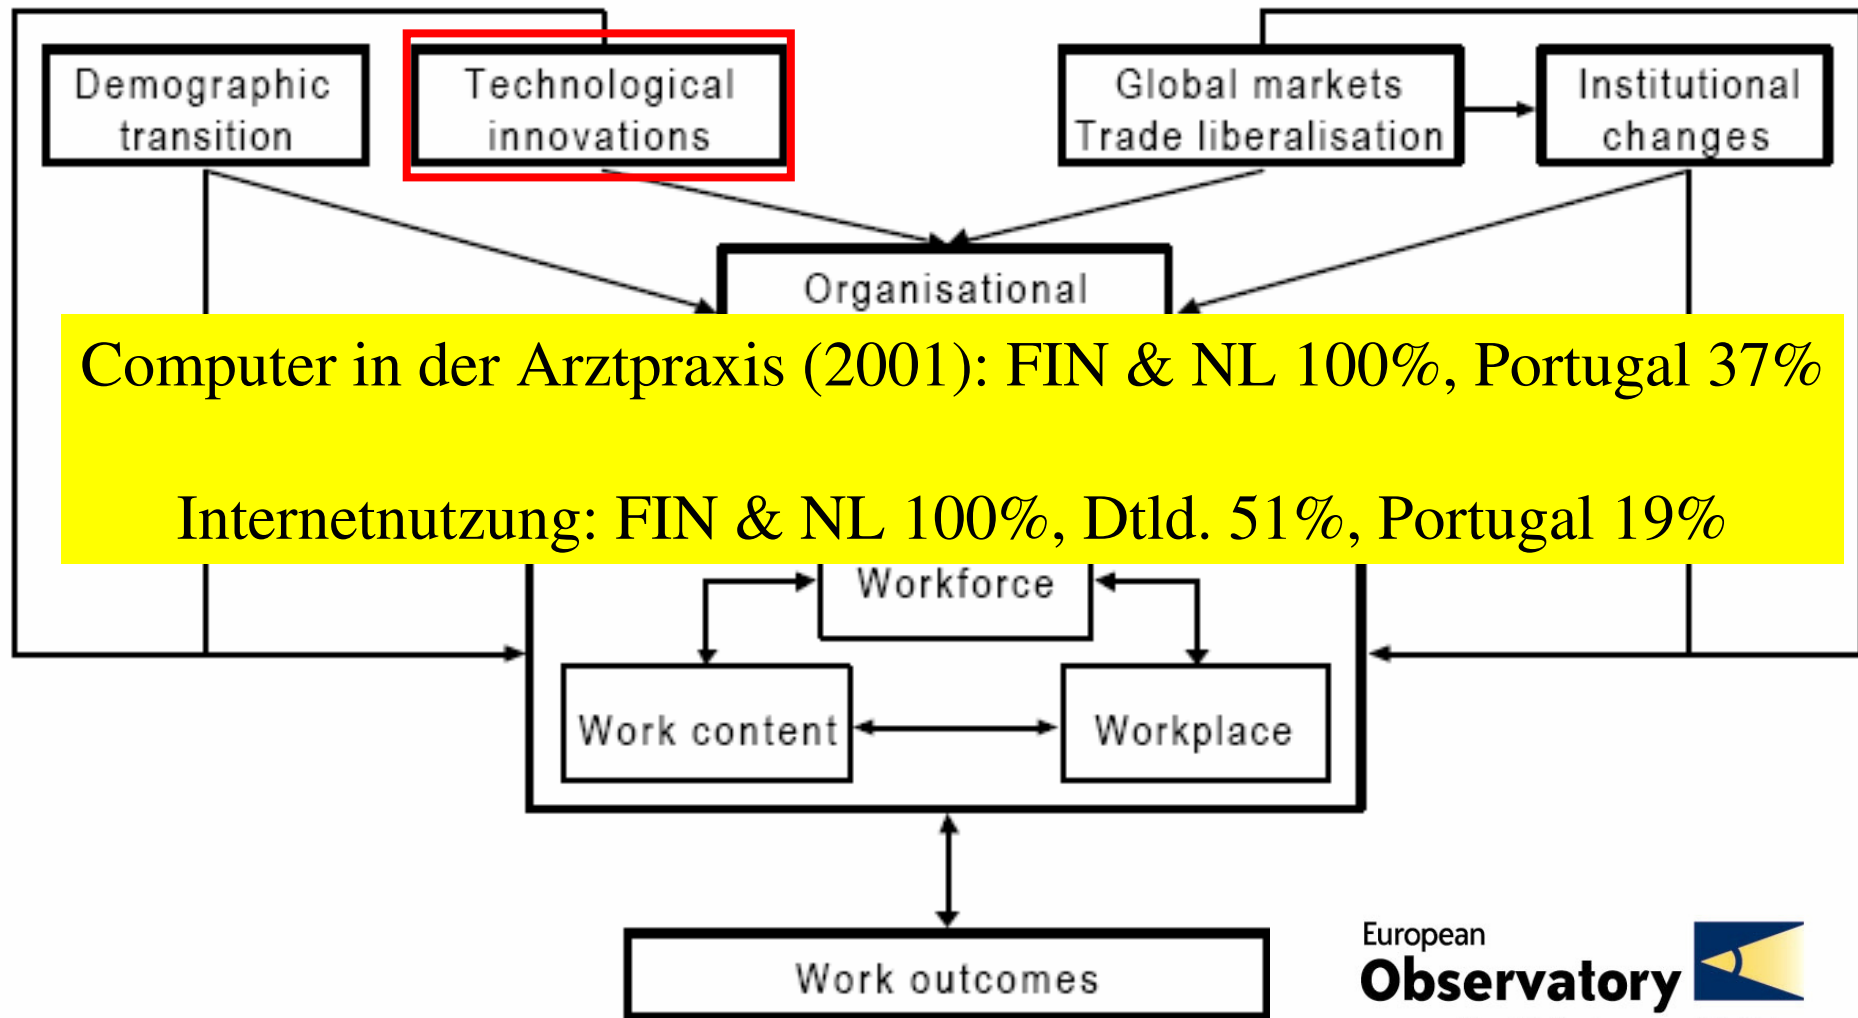 Demographic
transition
Technological
innovations
Global markets
Trade liberalisation
Institutional
changes
Organisational
Computer in der Arztpraxis (2001): FIN & NL 100%, Portugal 37%
Internetnutzung: FIN & NL 100%, Dtld. 51%, Portugal 19%
Workforce
Work content
Workplace
Work outcomes
European
Observatory